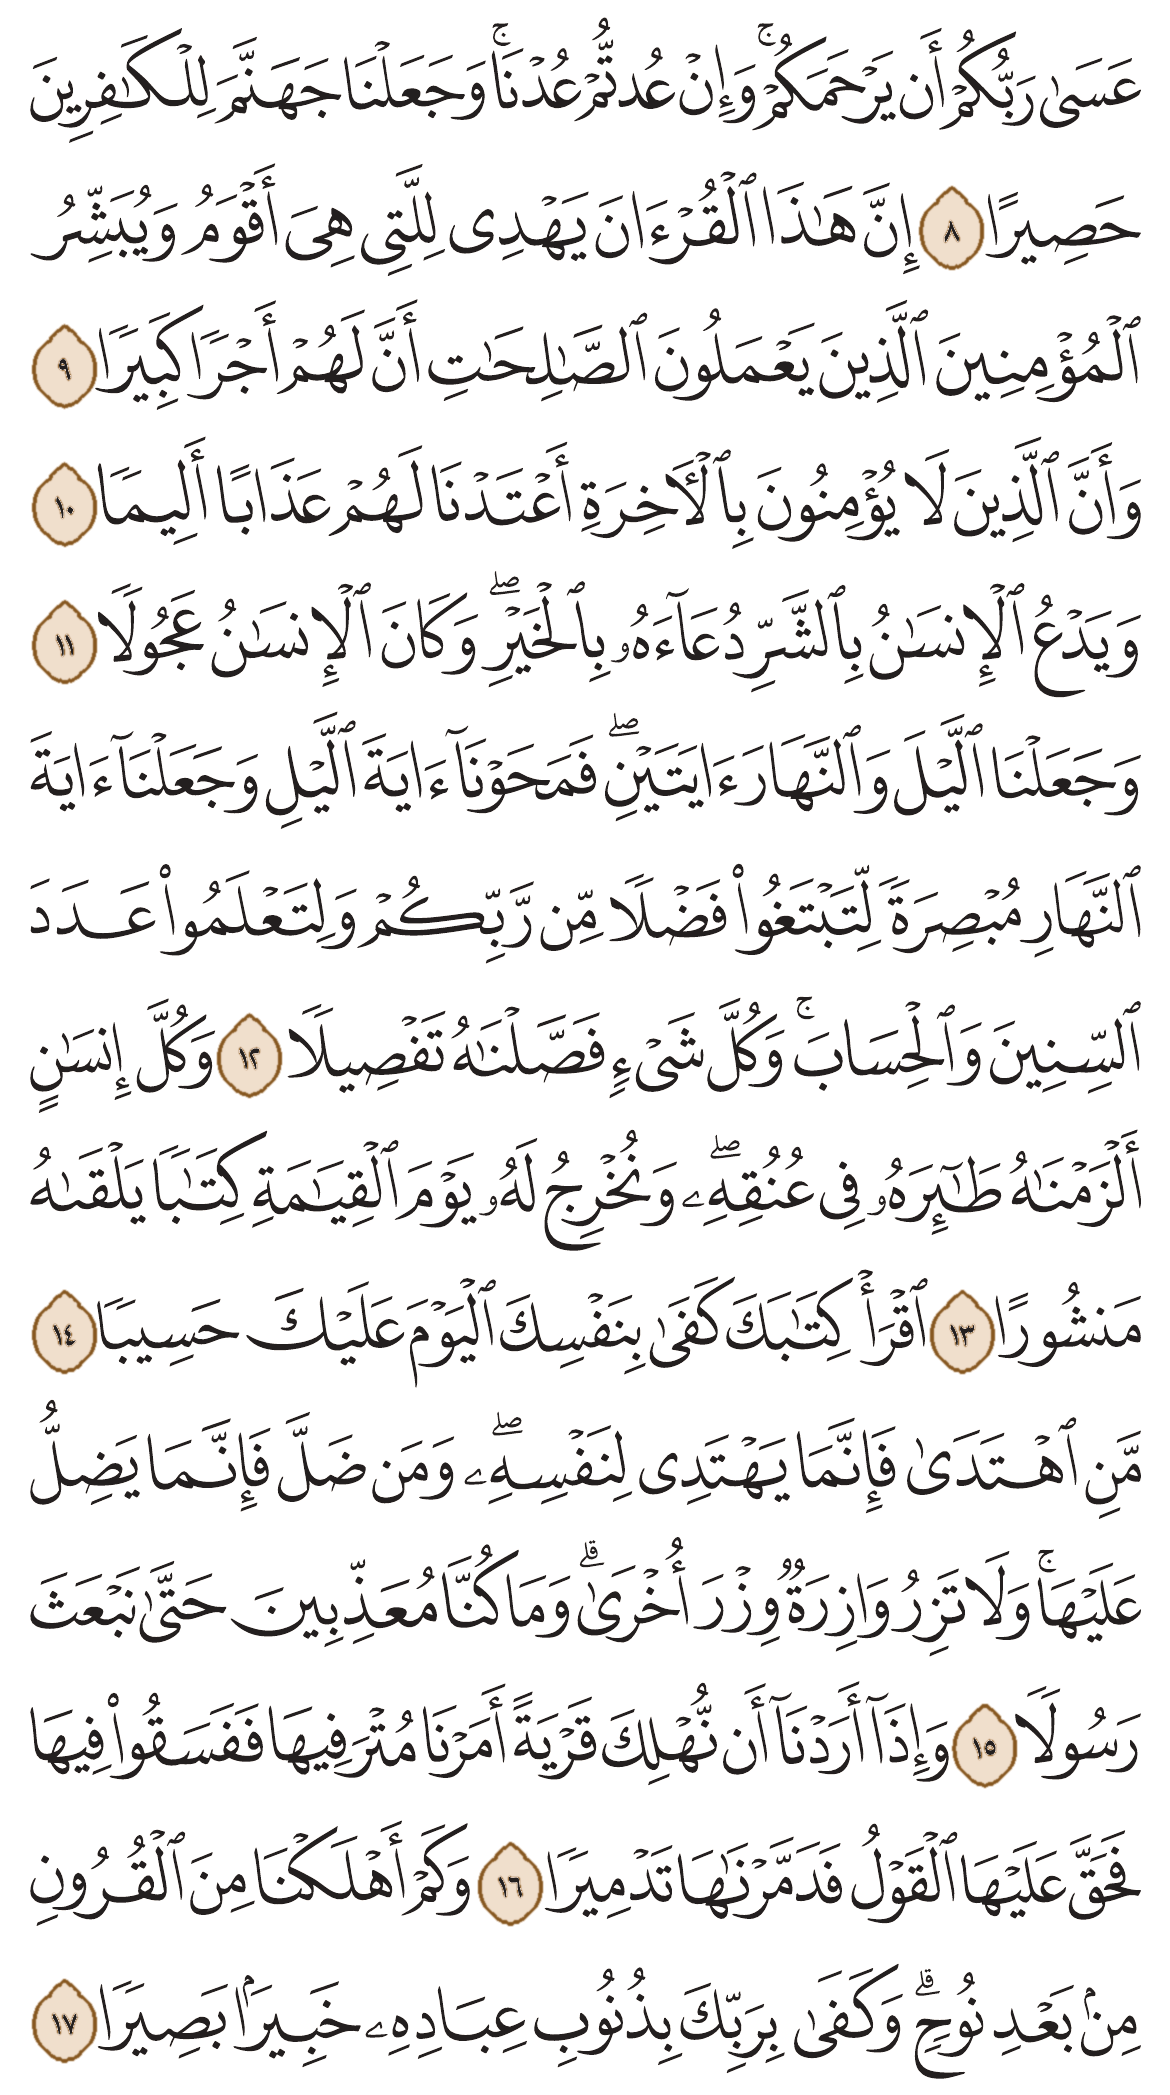 عَسَىٰ رَبُّكُمْ أَن يَرْحَمَكُمْ ۚ وَإِنْ عُدتُّمْ عُدْنَا ۘ وَجَعَلْنَا جَهَنَّمَ لِلْكَٰفِرِينَ
حَصِيرًا ٨ إِنَّ هَٰذَا ٱلْقُرْءَانَ يَهْدِى لِلَّتِى هِىَ أَقْوَمُ وَيُبَشِّرُ
ٱلْمُؤْمِنِينَ ٱلَّذِينَ يَعْمَلُونَ ٱلصَّٰلِحَٰتِ أَنَّ لَهُمْ أَجْرًا كَبِيرًا ٩
وَأَنَّ ٱلَّذِينَ لَا يُؤْمِنُونَ بِٱلْأَخِرَةِ أَعْتَدْنَا لَهُمْ عَذَابًا أَلِيمًا ١٠
وَيَدْعُ ٱلْإِنسَٰنُ بِٱلشَّرِّ دُعَآءَهُۥ بِٱلْخَيْرِ ۖ وَكَانَ ٱلْإِنسَٰنُ عَجُولًا ١١
وَجَعَلْنَا ٱلَّيْلَ وَٱلنَّهَارَ ءَايَتَيْنِ ۖ فَمَحَوْنَآ ءَايَةَ ٱلَّيْلِ وَجَعَلْنَآ ءَايَةَ
ٱلنَّهَارِ مُبْصِرَةً لِّتَبْتَغُوا۟ فَضْلًا مِّن رَّبِّكُمْ وَلِتَعْلَمُوا۟ عَدَدَ
ٱلسِّنِينَ وَٱلْحِسَابَ ۚ وَكُلَّ شَىْءٍ فَصَّلْنَٰهُ تَفْصِيلًا ١٢ وَكُلَّ إِنسَٰنٍ
أَلْزَمْنَٰهُ طَٰٓئِرَهُۥ فِى عُنُقِهِۦ ۖ وَنُخْرِجُ لَهُۥ يَوْمَ ٱلْقِيَٰمَةِ كِتَٰبًا يَلْقَىٰهُ
مَنشُورًا ١٣ ٱقْرَأْ كِتَٰبَكَ كَفَىٰ بِنَفْسِكَ ٱلْيَوْمَ عَلَيْكَ حَسِيبًا ١٤
مَّنِ ٱهْتَدَىٰ فَإِنَّمَا يَهْتَدِى لِنَفْسِهِۦ ۖ وَمَن ضَلَّ فَإِنَّمَا يَضِلُّ
عَلَيْهَا ۚ وَلَا تَزِرُ وَازِرَةٌ وِزْرَ أُخْرَىٰ ۗ وَمَا كُنَّا مُعَذِّبِينَ حَتَّىٰ نَبْعَثَ
رَسُولًا ١٥ وَإِذَآ أَرَدْنَآ أَن نُّهْلِكَ قَرْيَةً أَمَرْنَا مُتْرَفِيهَا فَفَسَقُوا۟ فِيهَا
فَحَقَّ عَلَيْهَا ٱلْقَوْلُ فَدَمَّرْنَٰهَا تَدْمِيرًا ١٦ وَكَمْ أَهْلَكْنَا مِنَ ٱلْقُرُونِ
مِنۢ بَعْدِ نُوحٍ ۗ وَكَفَىٰ بِرَبِّكَ بِذُنُوبِ عِبَادِهِۦ خَبِيرًۢا بَصِيرًا ١٧